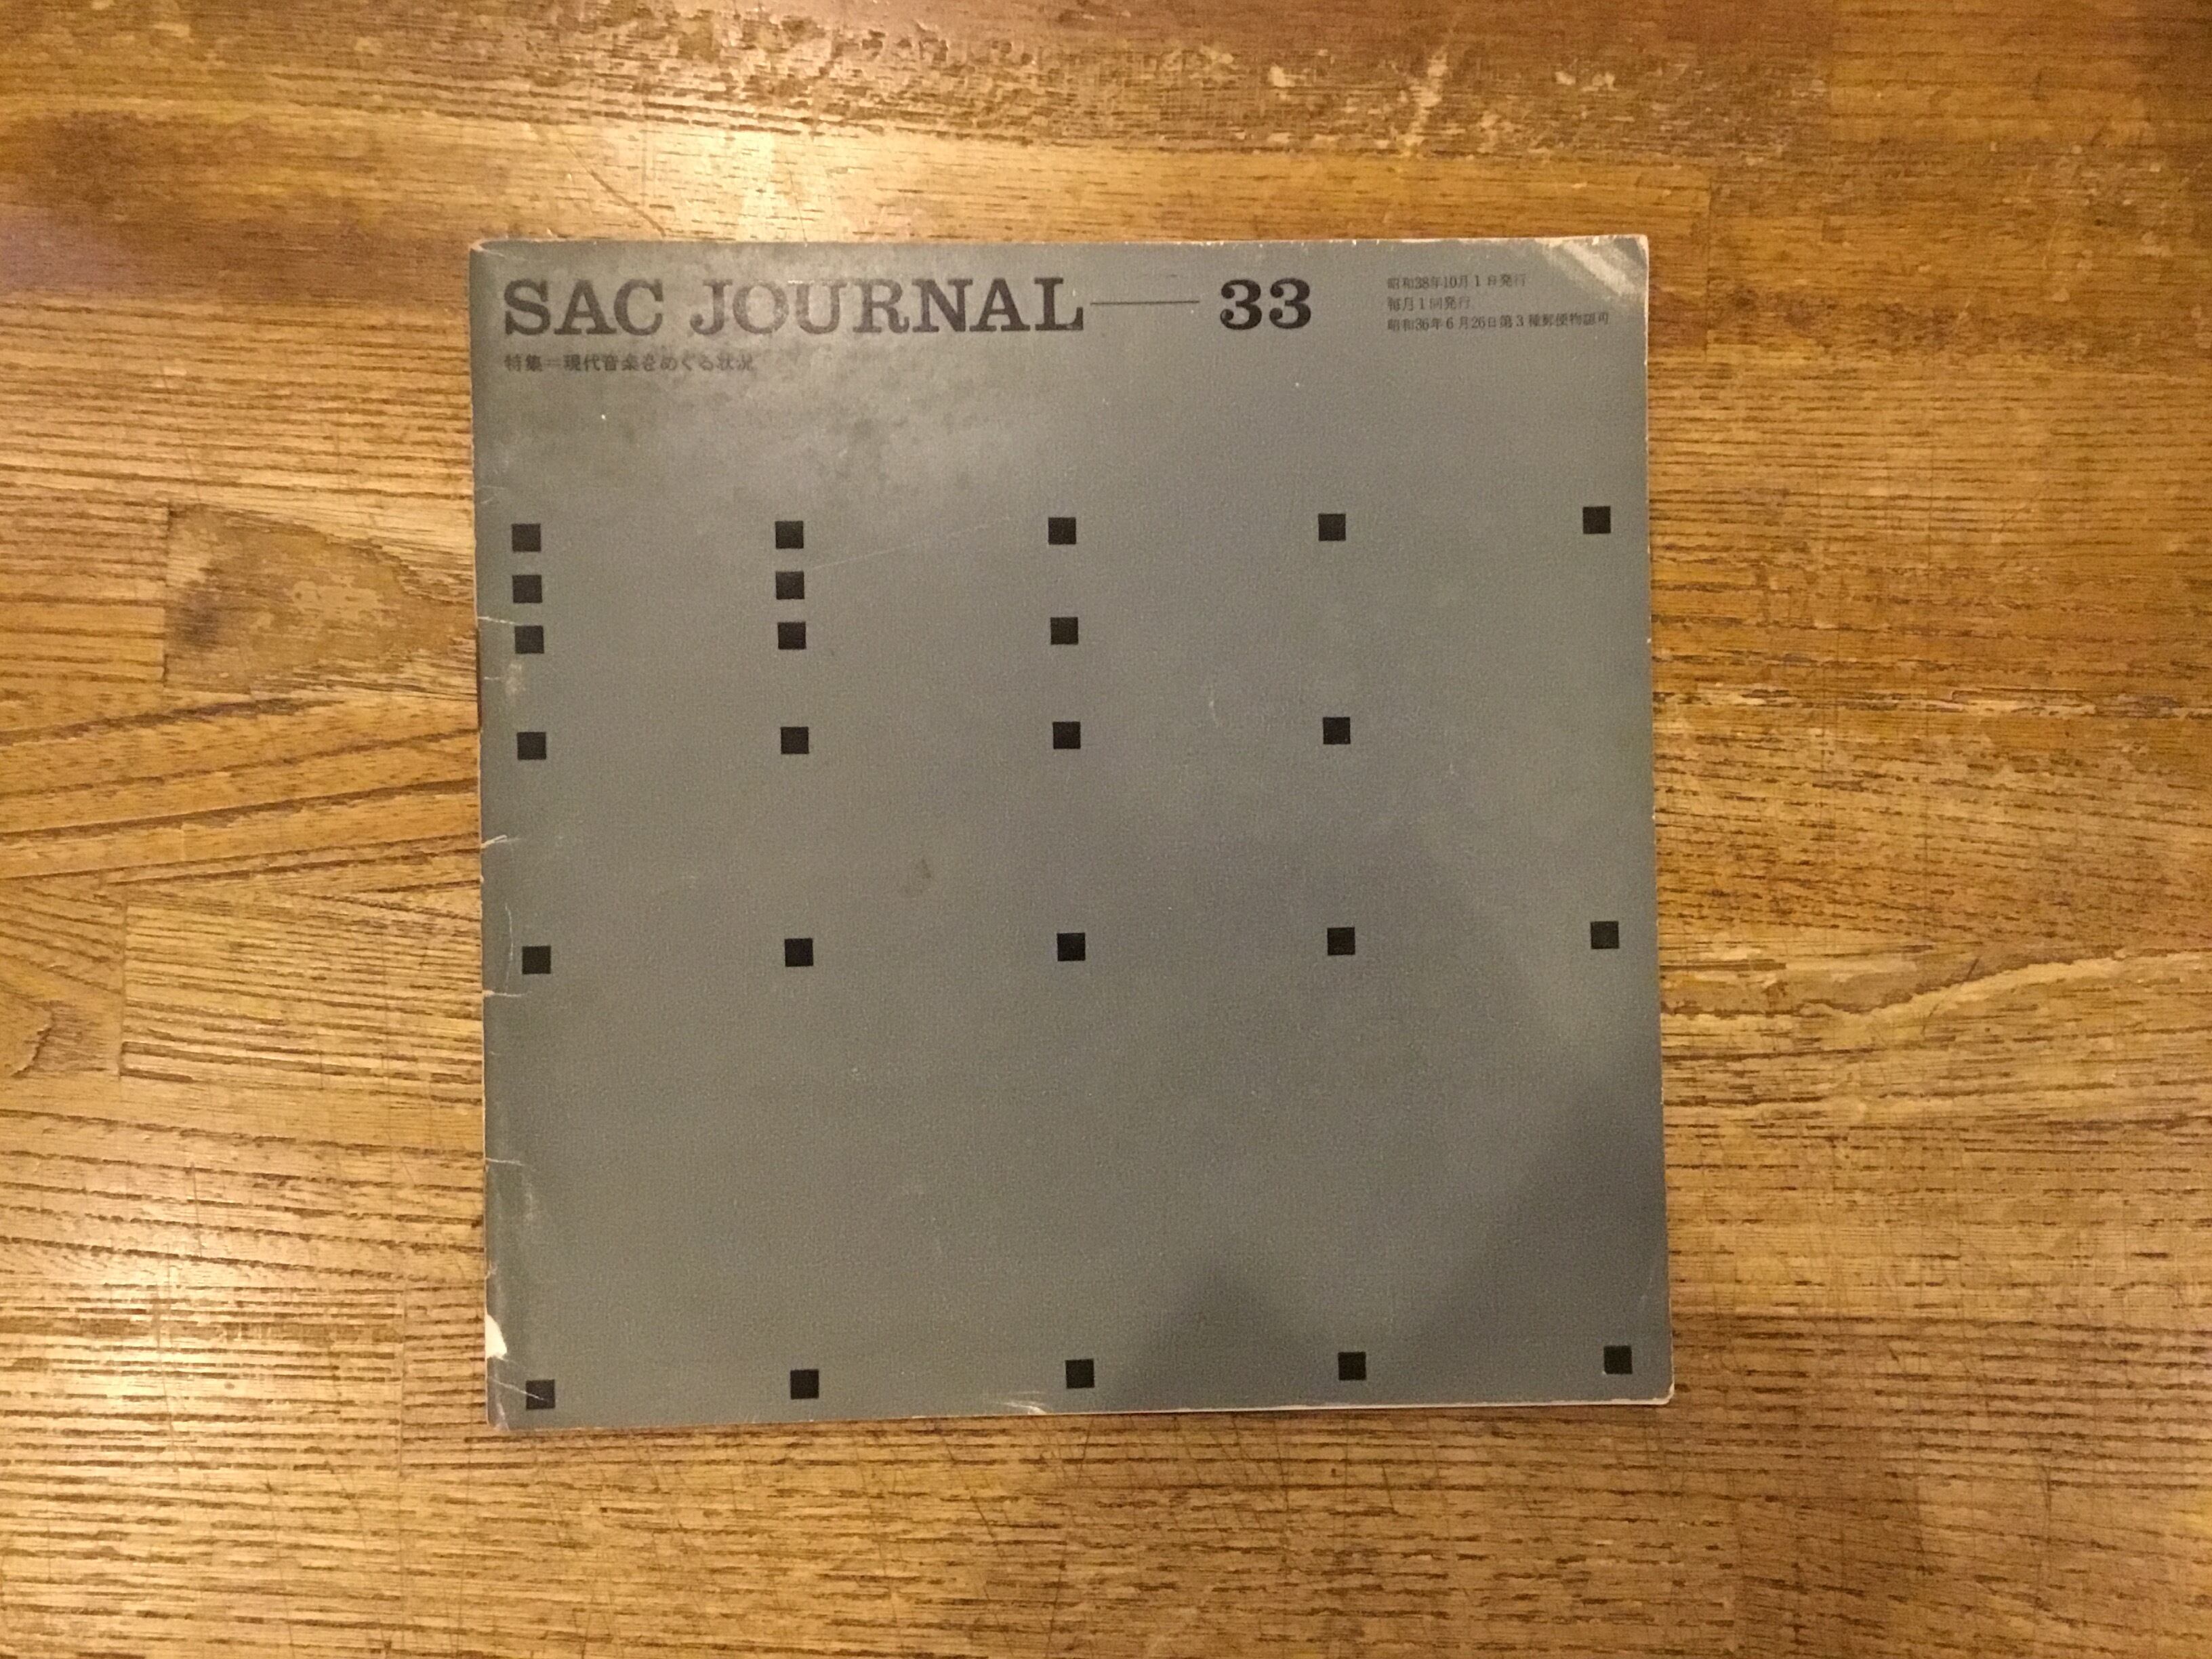 SAC JOURNAL — 33
昭和38年10月1日発行
毎月1回発行
昭和36年6月26日第3種郵便物認可
特集=現代音楽をめぐる状況